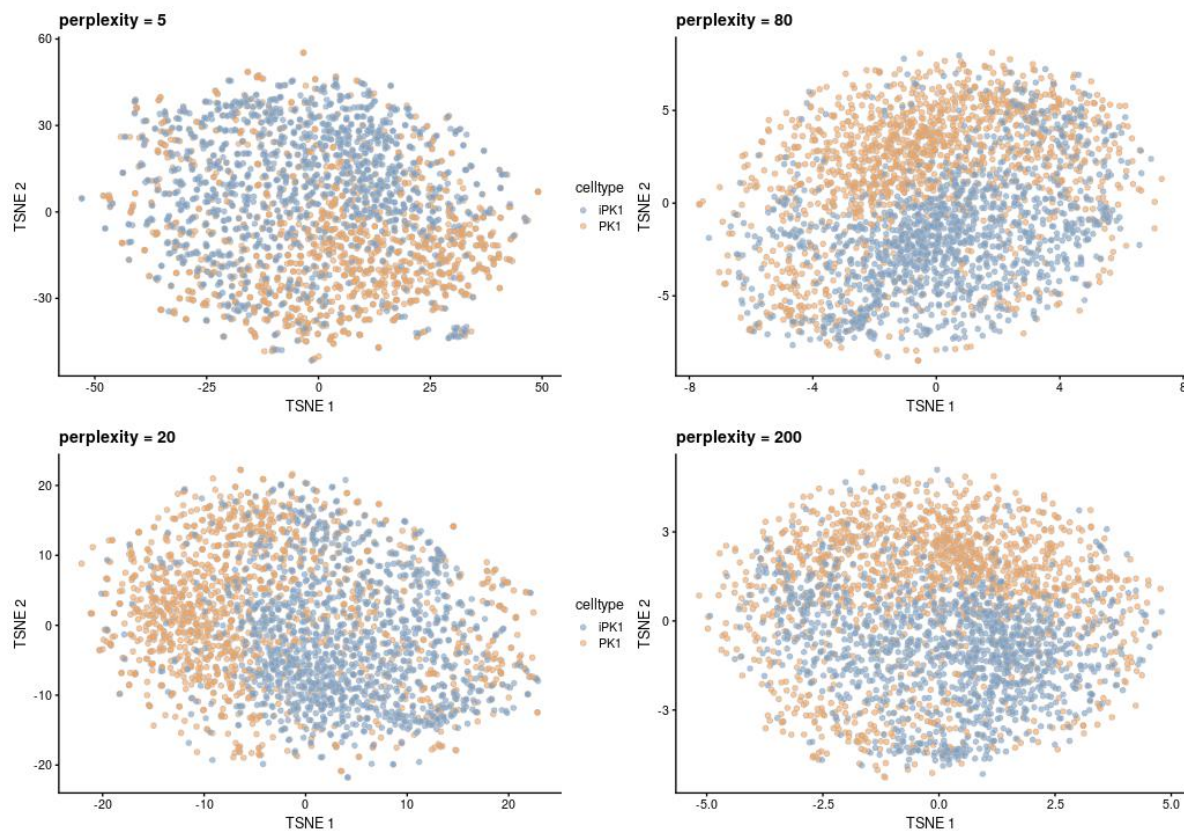 perplexity = 5
60
30
0
-30
TSNE 2
-50
-25
0
25
50
TSNE 1
celltype
iPK1
PK1
perplexity = 80
5
0
-5
TSNE 2
-8
-4
0
4
8
TSNE 1
perplexity = 20
20
10
0
-10
-20
TSNE 2
-20
-10
0
10
20
TSNE 1
celltype
iPK1
PK1
perplexity = 200
3
0
-3
TSNE 2
-5.0
-2.5
0.0
2.5
5.0
TSNE 1